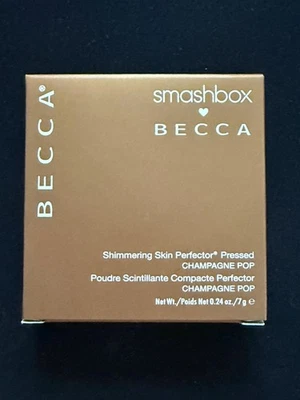 BECCA®
smashbox
♥
BECCA
Shimmering Skin Perfector® Pressed
CHAMPAGNE POP
Poudre Scintillante Compacte Perfector
CHAMPAGNE POP
Net Wt./Poids Net 0.24 oz./7g ℮